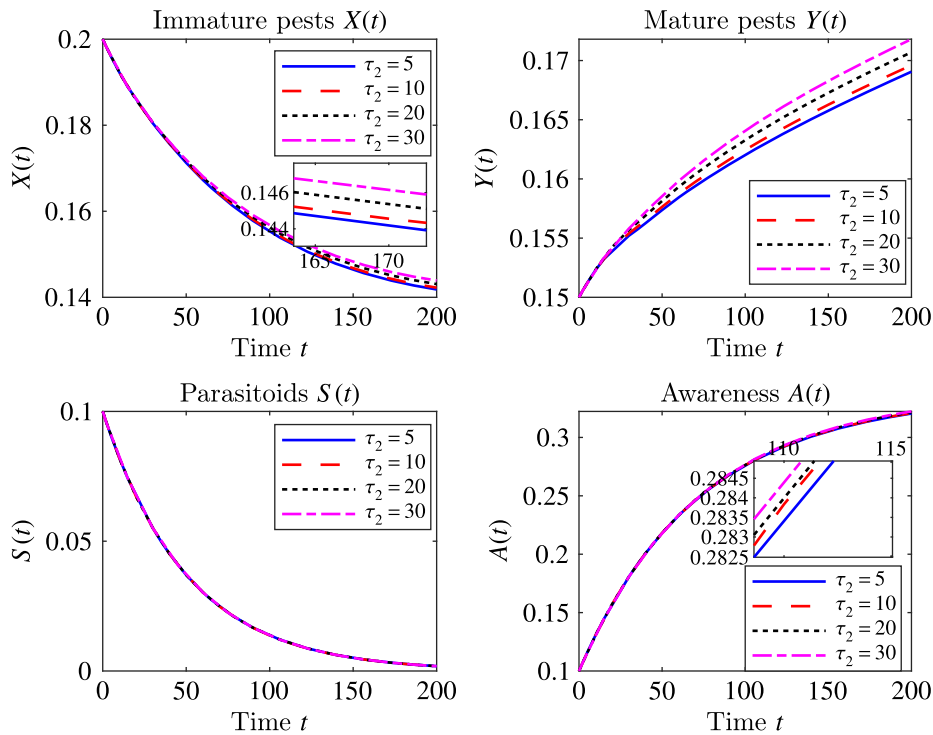 Immature pests X(t)
0.2
0.18
0.16
0.14
X(t)
τ₂ = 5
τ₂ = 10
τ₂ = 20
τ₂ = 30
0.146
0.144
165 170
0 50 100 150 200
Time t
Mature pests Y(t)
0.17
0.165
0.16
0.155
0.15
Y(t)
τ₂ = 5
τ₂ = 10
τ₂ = 20
τ₂ = 30
0 50 100 150 200
Time t
Parasitoids S(t)
0.1
0.05
0
S(t)
τ₂ = 5
τ₂ = 10
τ₂ = 20
τ₂ = 30
0 50 100 150 200
Time t
Awareness A(t)
0.3
0.25
0.2
0.15
0.1
A(t)
110 115
0.2845
0.284
0.2835
0.283
0.2825
τ₂ = 5
τ₂ = 10
τ₂ = 20
τ₂ = 30
0 50 100 150 200
Time t